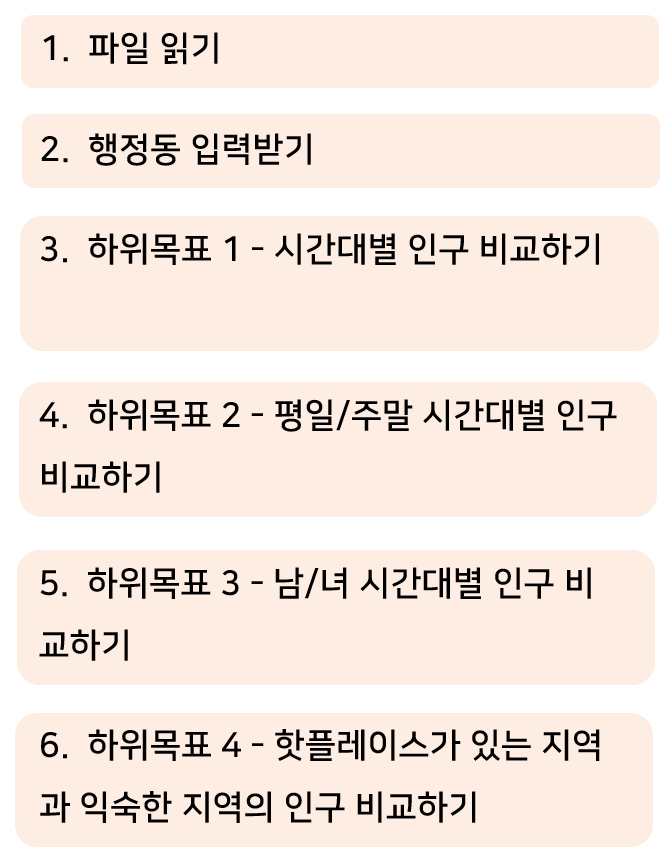 1. 파일 읽기
2. 행정동 입력받기
3. 하위목표 1 - 시간대별 인구 비교하기
4. 하위목표 2 - 평일/주말 시간대별 인구
비교하기
5. 하위목표 3 - 남/녀 시간대별 인구 비
교하기
6. 하위목표 4 - 핫플레이스가 있는 지역
과 익숙한 지역의 인구 비교하기